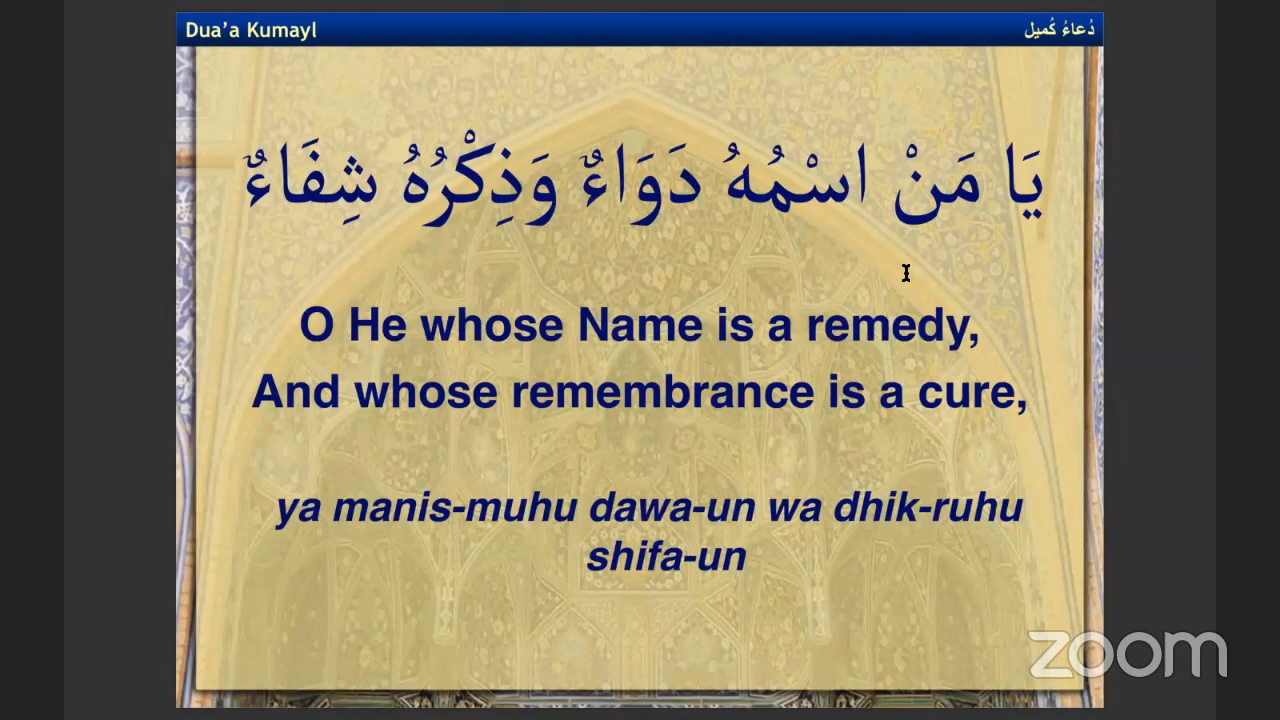 Dua’a Kumayl
دُعاءُ كُميل
يَا مَنْ اسْمُهُ دَوَاءٌ وَذِكْرُهُ شِفَاءٌ
O He whose Name is a remedy,
And whose remembrance is a cure,
ya manis-muhu dawa-un wa dhik-ruhu
shifa-un
zoom